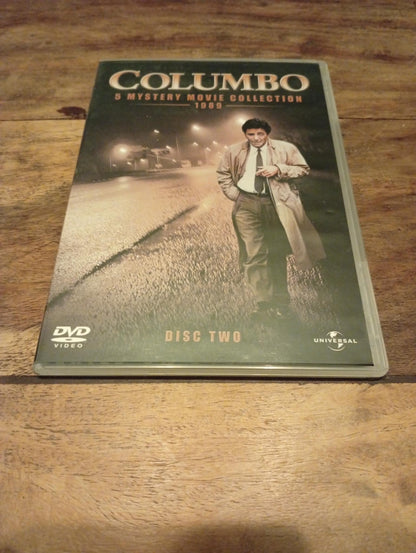 COLUMBO
5 MYSTERY MOVIE COLLECTION
1989
DISC TWO
DVD
VIDEO
UNIVERSAL